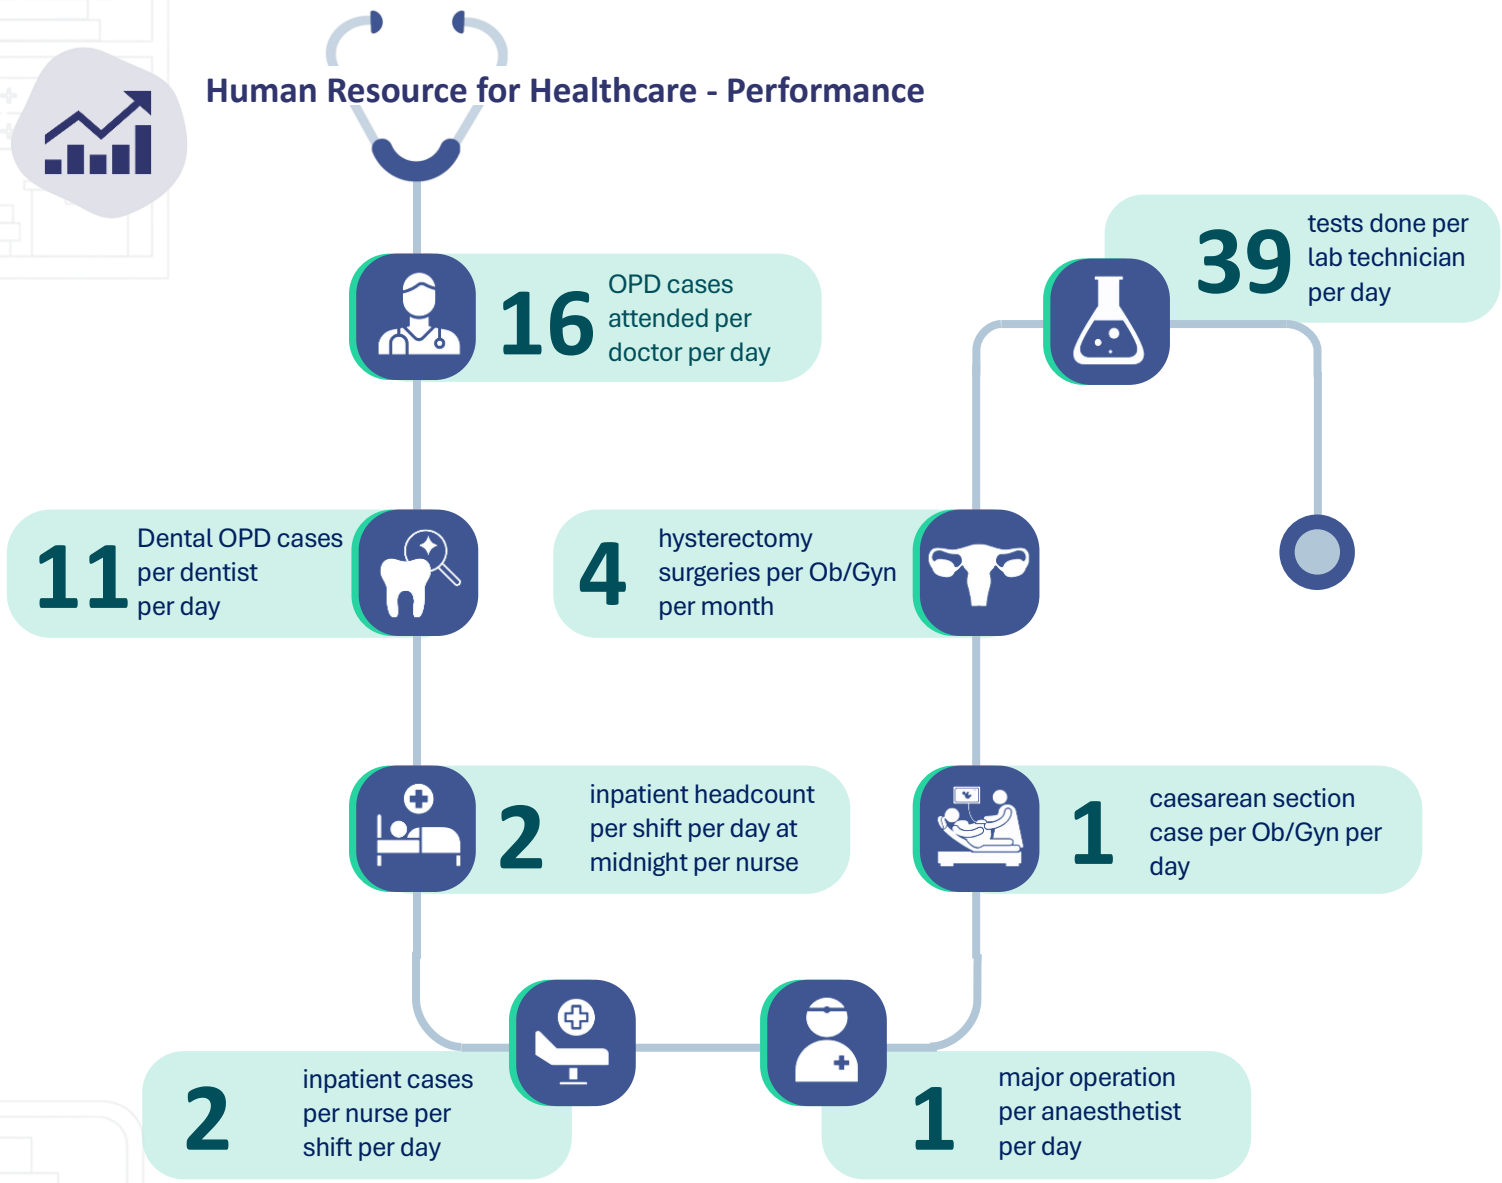 Human Resource for Healthcare - Performance
16
OPD cases
attended per
doctor per day
11
Dental OPD cases
per dentist
per day
2
inpatient headcount
per shift per day at
midnight per nurse
2
inpatient cases
per nurse per
shift per day
1
major operation
per anaesthetist
per day
1
caesarean section
case per Ob/Gyn per
day
4
hysterectomy
surgeries per Ob/Gyn
per month
39
tests done per
lab technician
per day